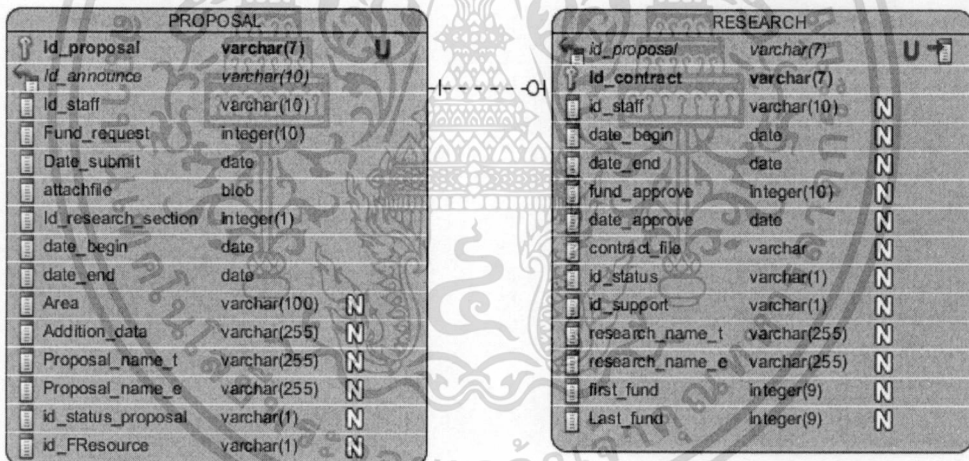 PROPOSAL
id_proposal varchar(7) U
id_announce varchar(10)
id_staff varchar(10)
Fund_request integer(10)
Date_submit date
attachfile blob
id_research_section integer(1)
date_begin date
date_end date
Area varchar(100) N
Addition_data varchar(255) N
Proposal_name_t varchar(255) N
Proposal_name_e varchar(255) N
id_status_proposal varchar(1) N
id_FResource varchar(1) N
RESEARCH
id_proposal varchar(7) U
id_contract varchar(7)
id_staff varchar(10) N
date_begin date N
date_end date N
fund_approve integer(10) N
date_approve date N
contract_file varchar N
id_status varchar(1) N
id_support varchar(1) N
research_name_t varchar(255) N
research_name_e varchar(255) N
first_fund integer(9) N
Last_fund integer(9) N